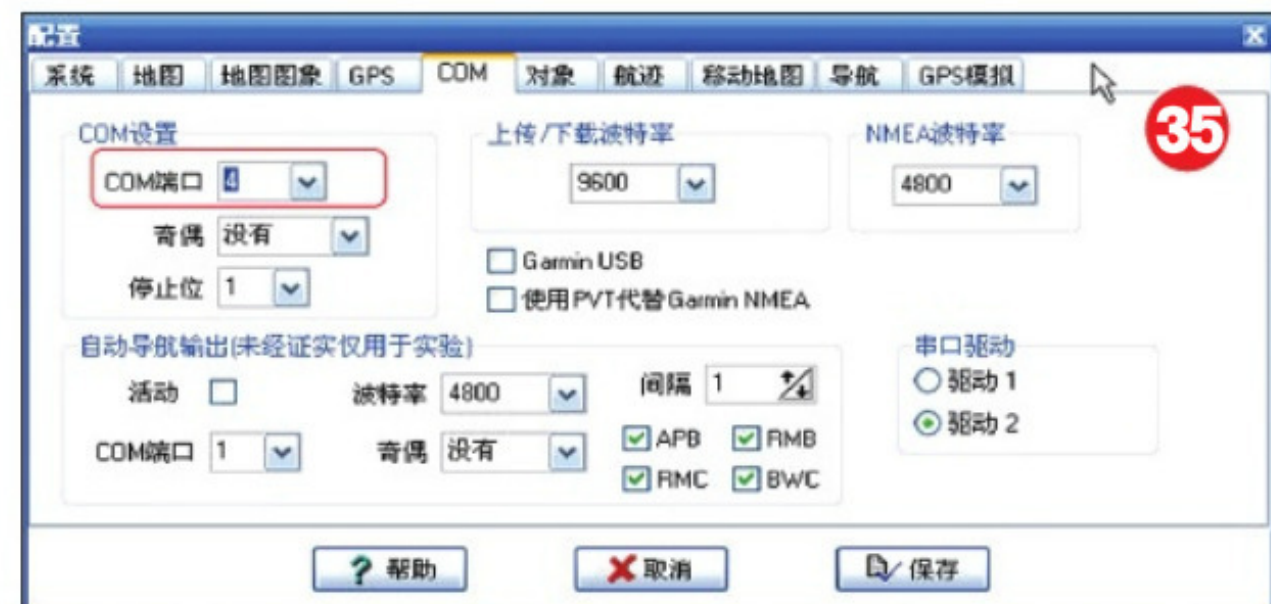 配置
系统 地图 地图图象 GPS COM 对象 航迹 移动地图 导航 GPS模拟
35
COM设置 上传/下载波特率 NMEA波特率
COM端口 4 9600 4800
奇偶 没有
Garmin USB
停止位 1
使用PVT代替Garmin NMEA
自动导航输出(未经证实仅用于实验) 串口驱动
活动 波特率 4800 间隔 1 驱动 1
驱动 2
COM端口 1 奇偶 没有 APB RMB
RMC BWC
? 帮助 取消 保存